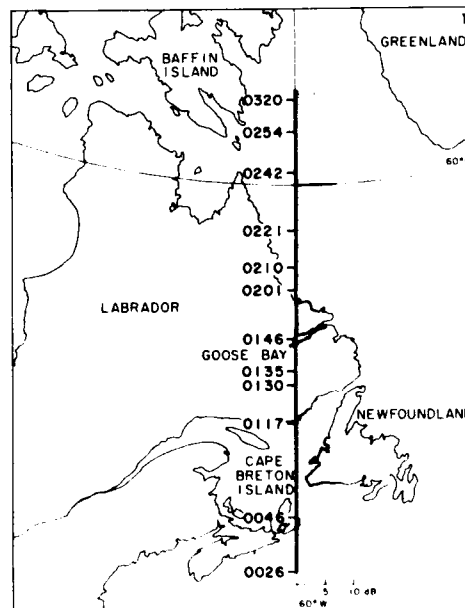 GREENLAND
BAFFIN
ISLAND
0320
0254
60°
0242
0221
0210
0201
LABRADOR
0146
GOOSE BAY
0135
0130
0117
NEWFOUNDLAND
CAPE
BRETON
ISLAND
0046
0026
5 10 dB
60°W